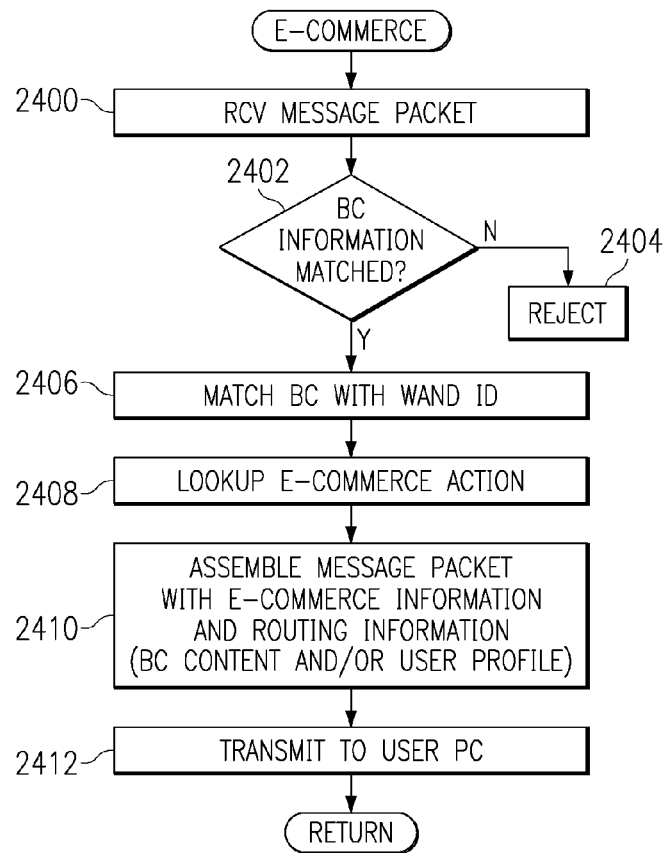 E-COMMERCE
2400
RCV MESSAGE PACKET
2402
BC
INFORMATION
MATCHED?
N
2404
REJECT
Y
2406
MATCH BC WITH WAND ID
2408
LOOKUP E-COMMERCE ACTION
2410
ASSEMBLE MESSAGE PACKET
WITH E-COMMERCE INFORMATION
AND ROUTING INFORMATION
(BC CONTENT AND/OR USER PROFILE)
2412
TRANSMIT TO USER PC
RETURN